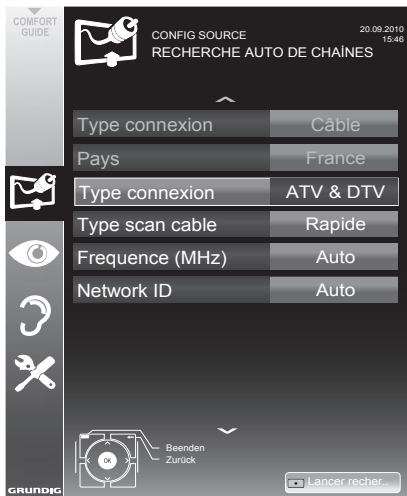 COMFORT
GUIDE
CONFIG SOURCE
20.09.2010
15:46
RECHERCHE AUTO DE CHAÎNES
Type connexion Câble
Pays France
Type connexion ATV & DTV
Type scan cable Rapide
Frequence (MHz) Auto
Network ID Auto
OK
Beenden
Zurück
Lancer recher..
GRUNDIG